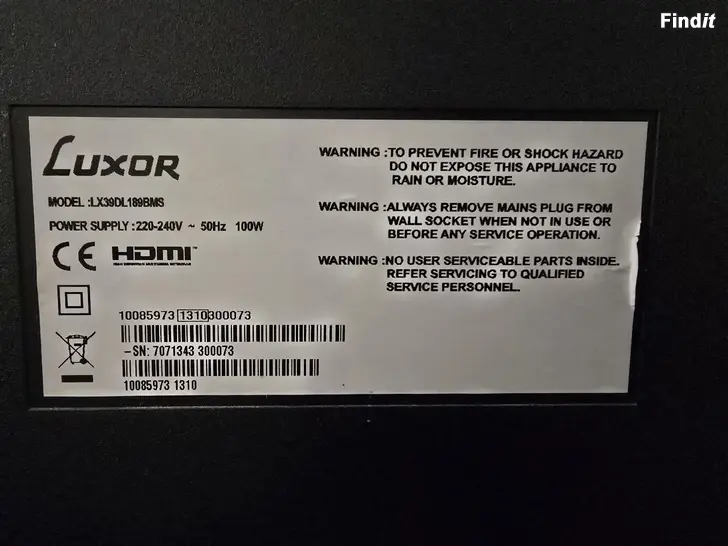 Findit
LUXOR
MODEL :LX39DL189BMS
POWER SUPPLY :220-240V ~ 50Hz 100W
CE HDMI™
10085973 1310300073
-SN: 7071343 300073
10085973 1310
WARNING :TO PREVENT FIRE OR SHOCK HAZARD
DO NOT EXPOSE THIS APPLIANCE TO
RAIN OR MOISTURE.
WARNING :ALWAYS REMOVE MAINS PLUG FROM
WALL SOCKET WHEN NOT IN USE OR
BEFORE ANY SERVICE OPERATION.
WARNING :NO USER SERVICEABLE PARTS INSIDE.
REFER SERVICING TO QUALIFIED
SERVICE PERSONNEL.